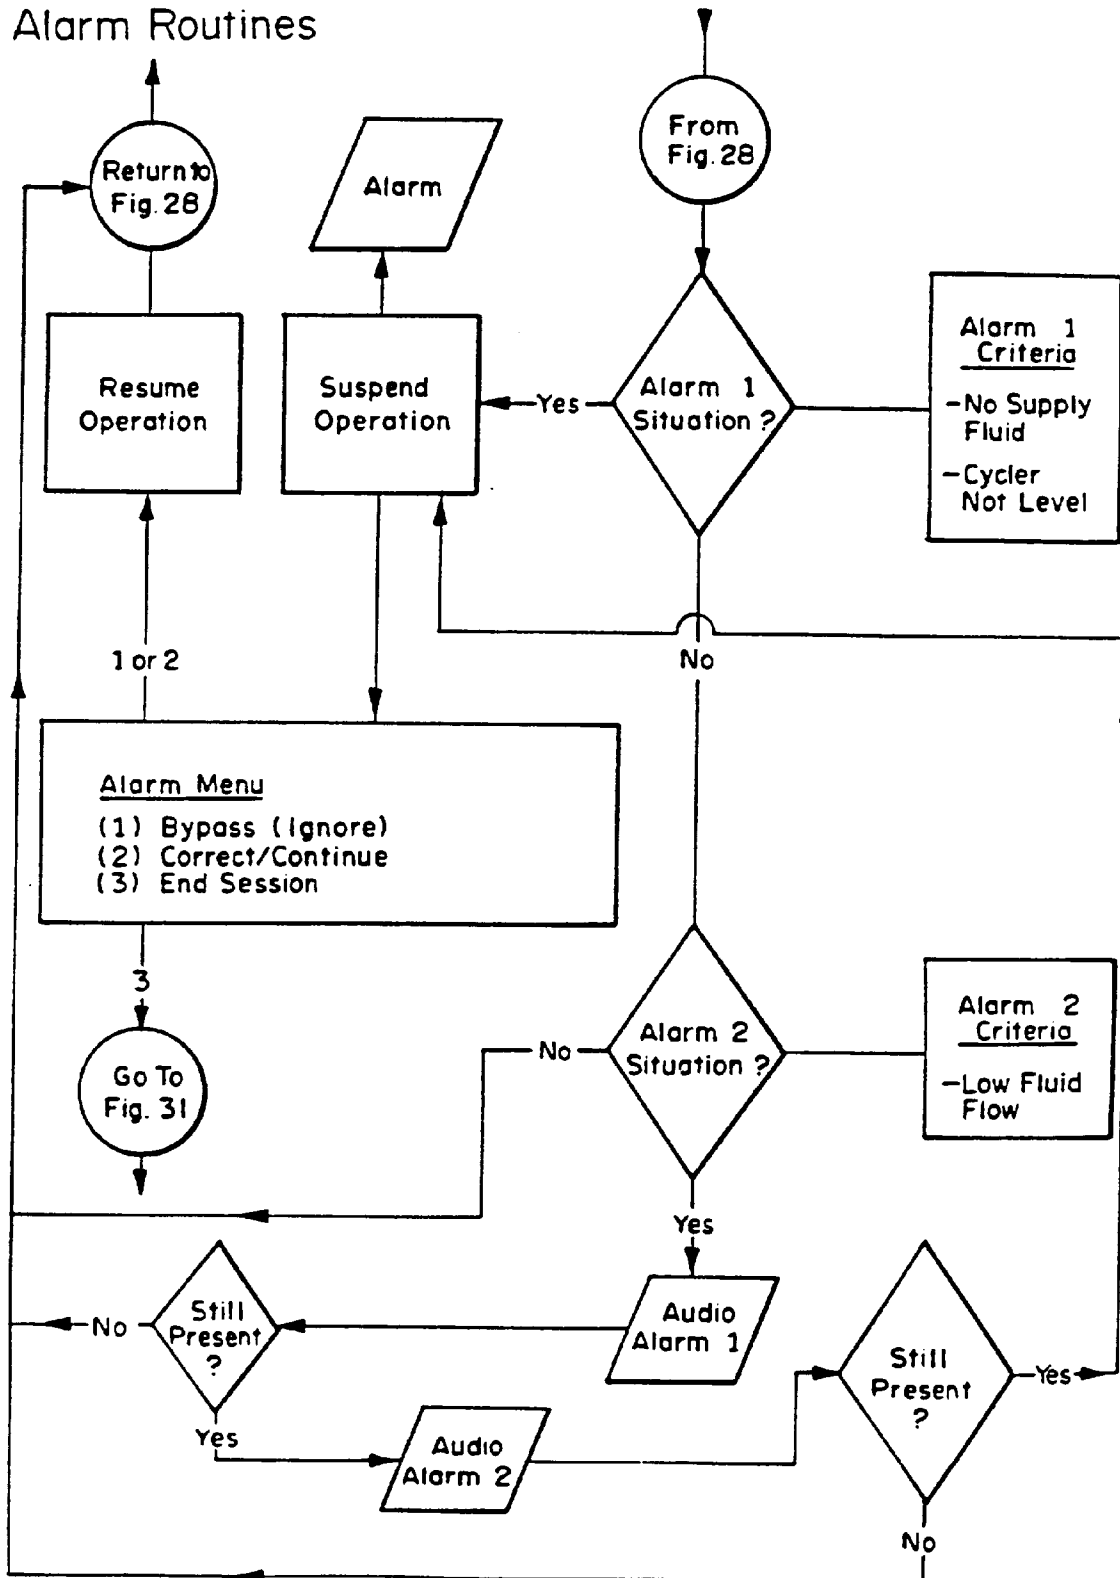 Alarm Routines
From
Fig. 28
Return to
Fig. 28
Alarm
Resume
Operation
Suspend
Operation
Yes
Alarm 1
Situation ?
Alarm 1
Criteria
-No Supply
Fluid
-Cycler
Not Level
1 or 2
No
Alarm Menu
(1) Bypass (Ignore)
(2) Correct/Continue
(3) End Session
3
Go To
Fig. 31
No
Alarm 2
Situation ?
Alarm 2
Criteria
-Low Fluid
Flow
Yes
Audio
Alarm 1
No
Still
Present
?
Yes
Audio
Alarm 2
Still
Present
?
Yes
No